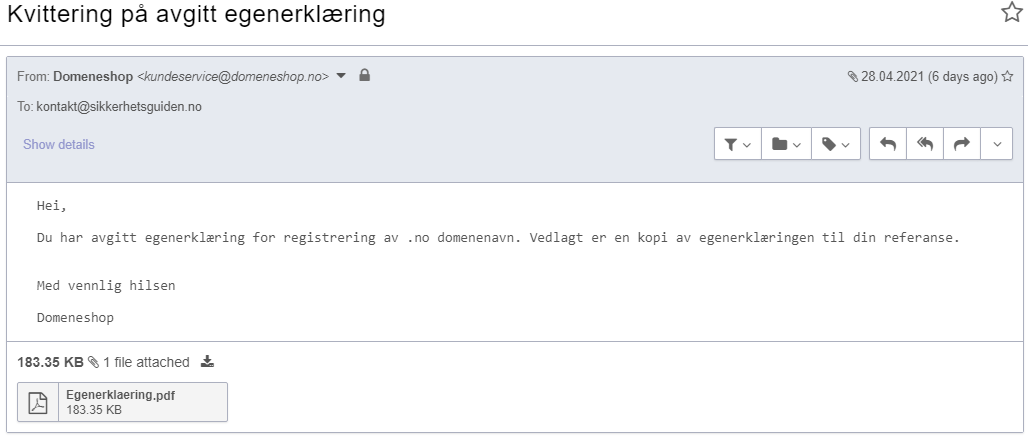 Kvittering på avgitt egenerklæring
From: Domeneshop <kundeservice@domeneshop.no>
28.04.2021 (6 days ago)
To: kontakt@sikkerhetsguiden.no
Show details
Hei,
Du har avgitt egenerklæring for registrering av .no domenenavn. Vedlagt er en kopi av egenerklæringen til din referanse.
Med vennlig hilsen
Domeneshop
183.35 KB 1 file attached
Egenerklaering.pdf
183.35 KB